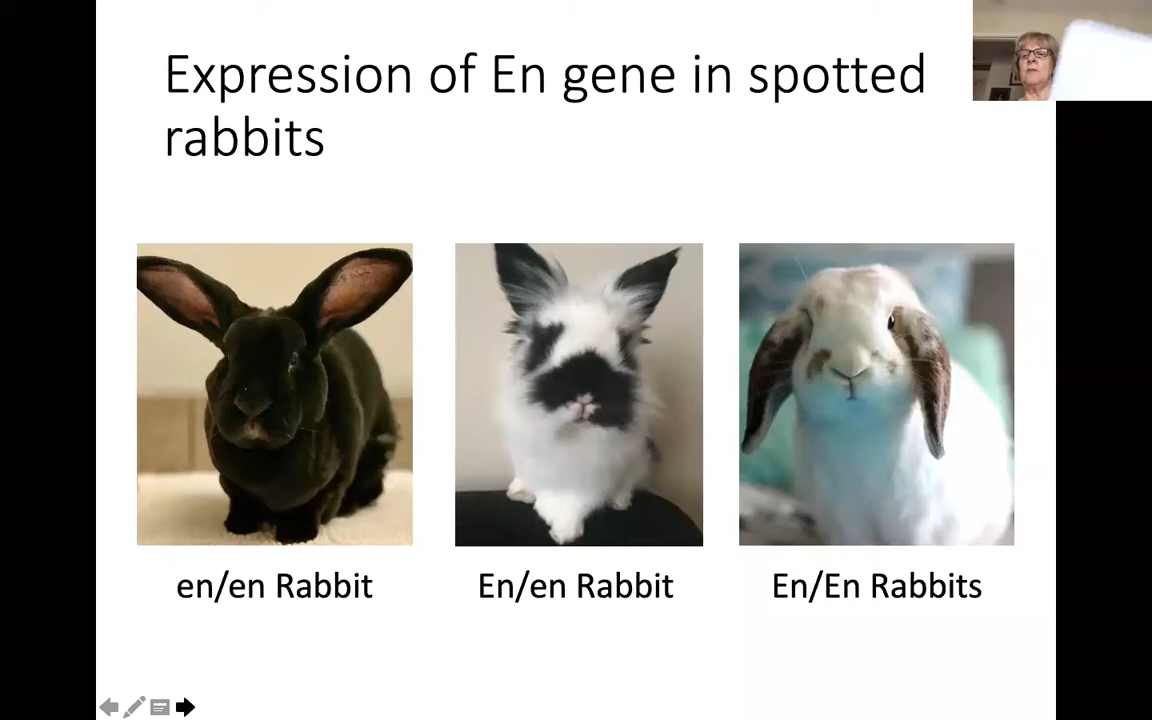 Expression of En gene in spotted
rabbits
en/en Rabbit
En/en Rabbit
En/En Rabbits